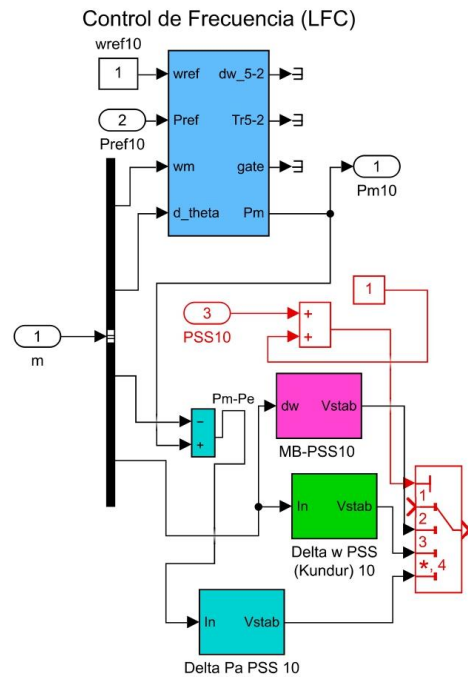 Control de Frecuencia (LFC)
wref10
1
wref
dw_5-2
2
Pref
Tr5-2
Pref10
wm
gate
1
d_theta
Pm
Pm10
3
+
1
PSS10
+
1
m
Pm-Pe
−
+
dw
Vstab
MB-PSS10
In
Vstab
1
2
3
*, 4
Delta w PSS
(Kundur) 10
In
Vstab
Delta Pa PSS 10